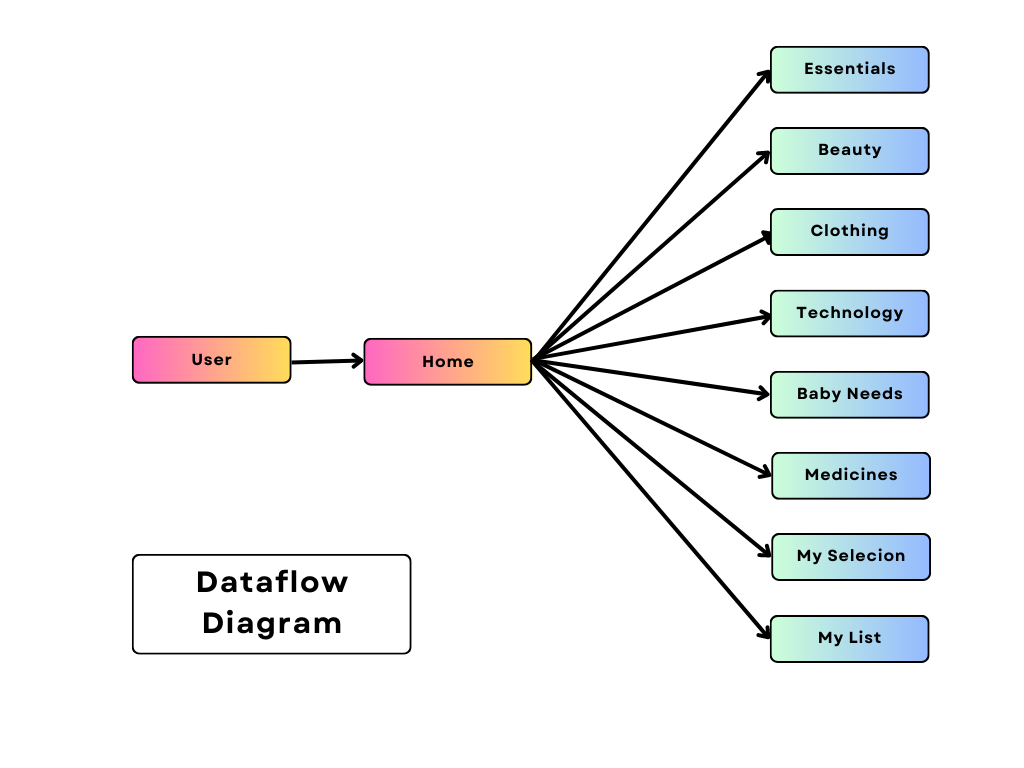 Essentials
Beauty
Clothing
Technology
User
Home
Baby Needs
Medicines
My Selecion
Dataflow
Diagram
My List